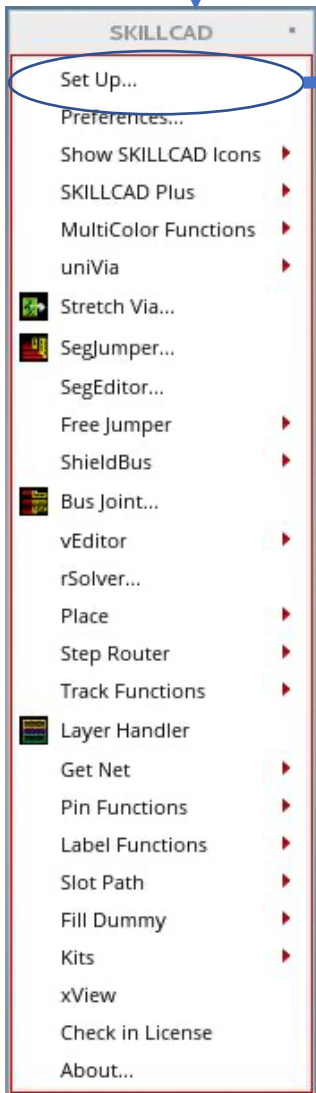 SKILLCAD
Set Up...
Preferences...
Show SKILLCAD Icons
SKILLCAD Plus
MultiColor Functions
uniVia
Stretch Via...
SegJumper...
SegEditor...
Free Jumper
ShieldBus
Bus Joint...
vEditor
rSolver...
Place
Step Router
Track Functions
Layer Handler
Get Net
Pin Functions
Label Functions
Slot Path
Fill Dummy
Kits
xView
Check in License
About...